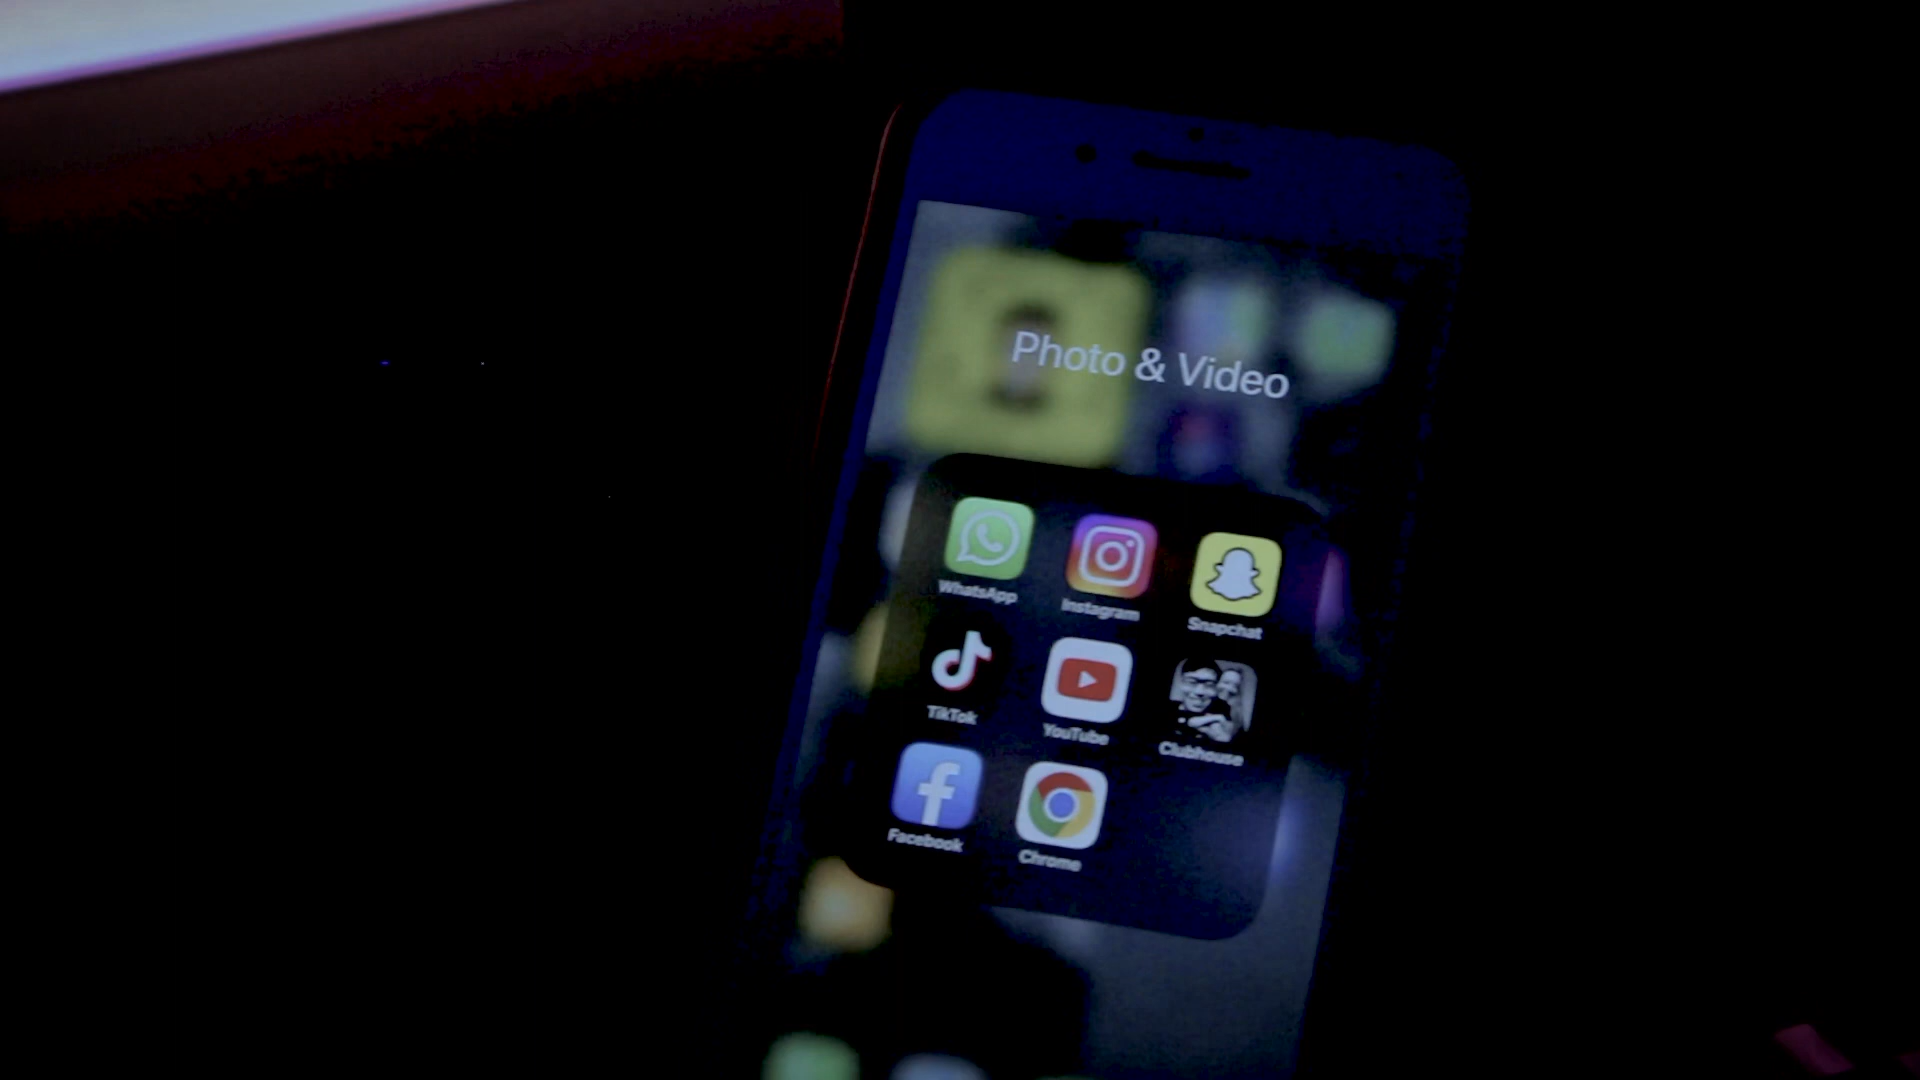 Photo & Video
WhatsApp
Instagram
Snapchat
TikTok
YouTube
Clubhouse
Facebook
Chrome